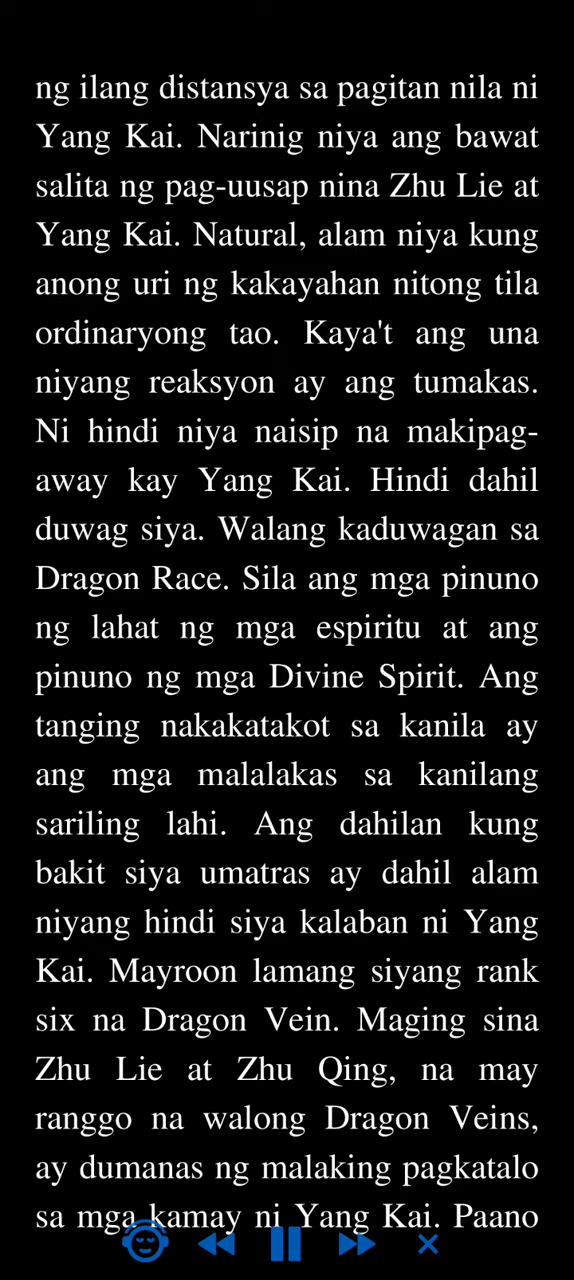 ng ilang distansya sa pagitan nila ni
Yang Kai. Narinig niya ang bawat
salita ng pag-uusap nina Zhu Lie at
Yang Kai. Natural, alam niya kung
anong uri ng kakayahan nitong tila
ordinaryong tao. Kaya't ang una
niyang reaksyon ay ang tumakas.
Ni hindi niya naisip na makipag-
away kay Yang Kai. Hindi dahil
duwag siya. Walang kaduwagan sa
Dragon Race. Sila ang mga pinuno
ng lahat ng mga espiritu at ang
pinuno ng mga Divine Spirit. Ang
tanging nakakatakot sa kanila ay
ang mga malalakas sa kanilang
sariling lahi. Ang dahilan kung
bakit siya umatras ay dahil alam
niyang hindi siya kalaban ni Yang
Kai. Mayroon lamang siyang rank
six na Dragon Vein. Maging sina
Zhu Lie at Zhu Qing, na may
ranggo na walong Dragon Veins,
ay dumanas ng malaking pagkatalo
sa mga kamay ni Yang Kai. Paano